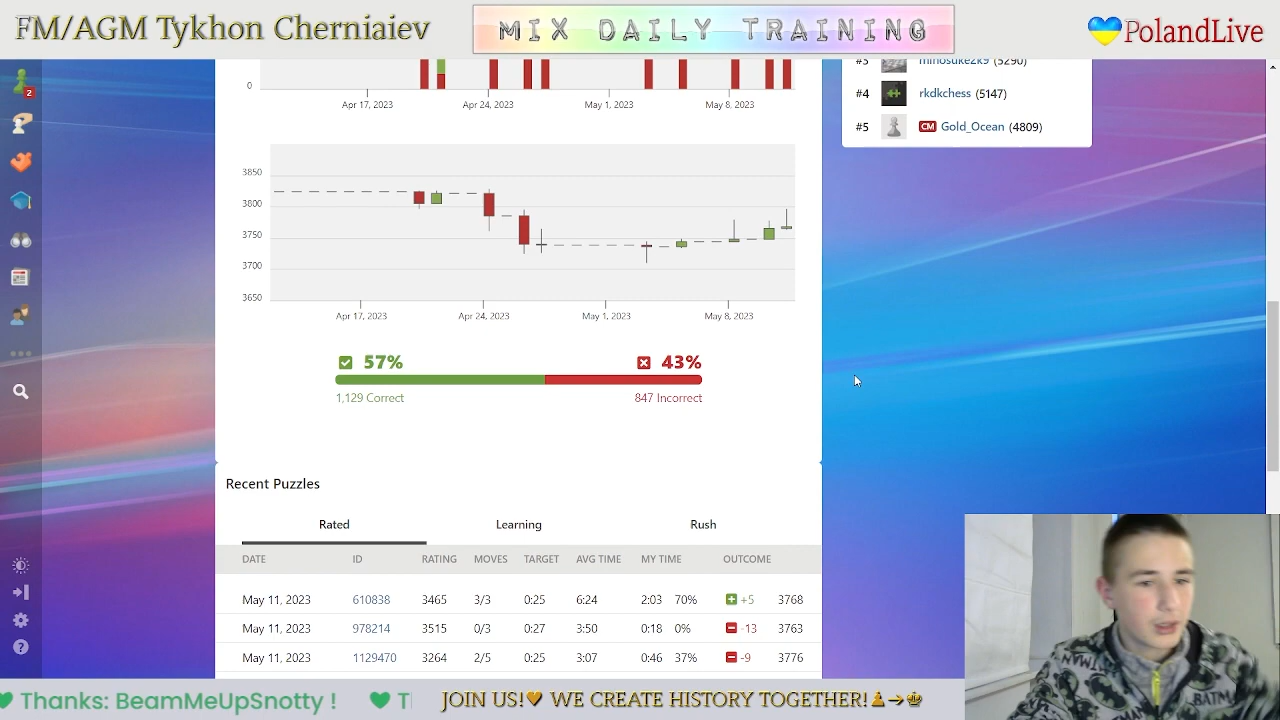 FM/AGM Tykhon Cherniaiev
MIX DAILY TRAINING
PolandLive
2
0
Apr 17, 2023 Apr 24, 2023 May 1, 2023 May 8, 2023
#3 minosuke2k9 (5290)
#4 rkdkchess (5147)
#5 CM Gold_Ocean (4809)
3850
3800
3750
3700
3650
Apr 17, 2023 Apr 24, 2023 May 1, 2023 May 8, 2023
57% 43%
1,129 Correct 847 Incorrect
Recent Puzzles
Rated Learning Rush
DATE ID RATING MOVES TARGET AVG TIME MY TIME OUTCOME
May 11, 2023 610838 3465 3/3 0:25 6:24 2:03 70% +5 3768
May 11, 2023 978214 3515 0/3 0:27 3:50 0:18 0% -13 3763
May 11, 2023 1129470 3264 2/5 0:25 3:07 0:46 37% -9 3776
Thanks: BeamMeUpSnotty ! T
JOIN US! WE CREATE HISTORY TOGETHER!